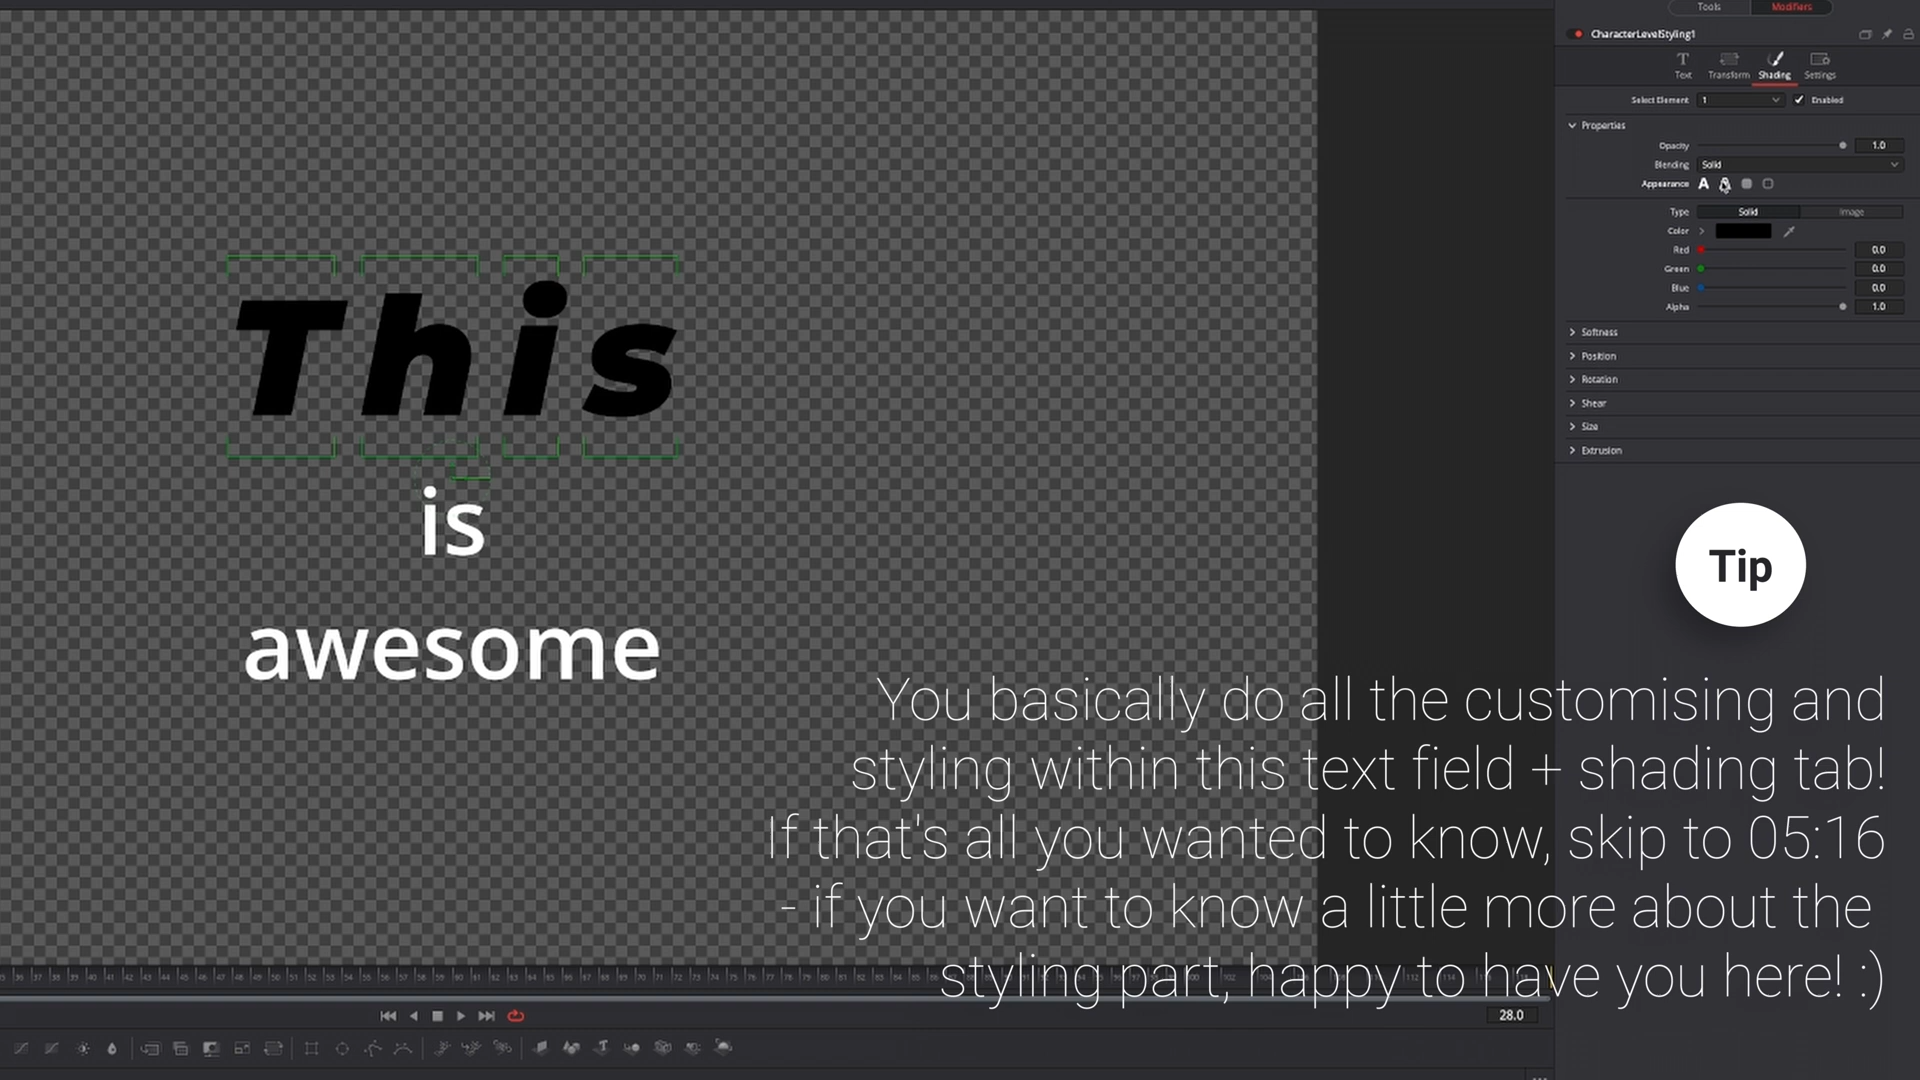 Tools Modifiers
CharacterLevelStyling1
Text Transform Shading Settings
Select Element 1 Enabled
Properties
Opacity 1.0
Blending Solid
Appearance
Type Solid Image
Color
Red 0.0
Green 0.0
Blue 0.0
Alpha 1.0
Softness
Position
Rotation
Shear
Size
Extrusion
This
is
awesome
Tip
You basically do all the customising and
styling within this text field + shading tab!
If that's all you wanted to know, skip to 05:16
- if you want to know a little more about the
styling part, happy to have you here! :)
28.0